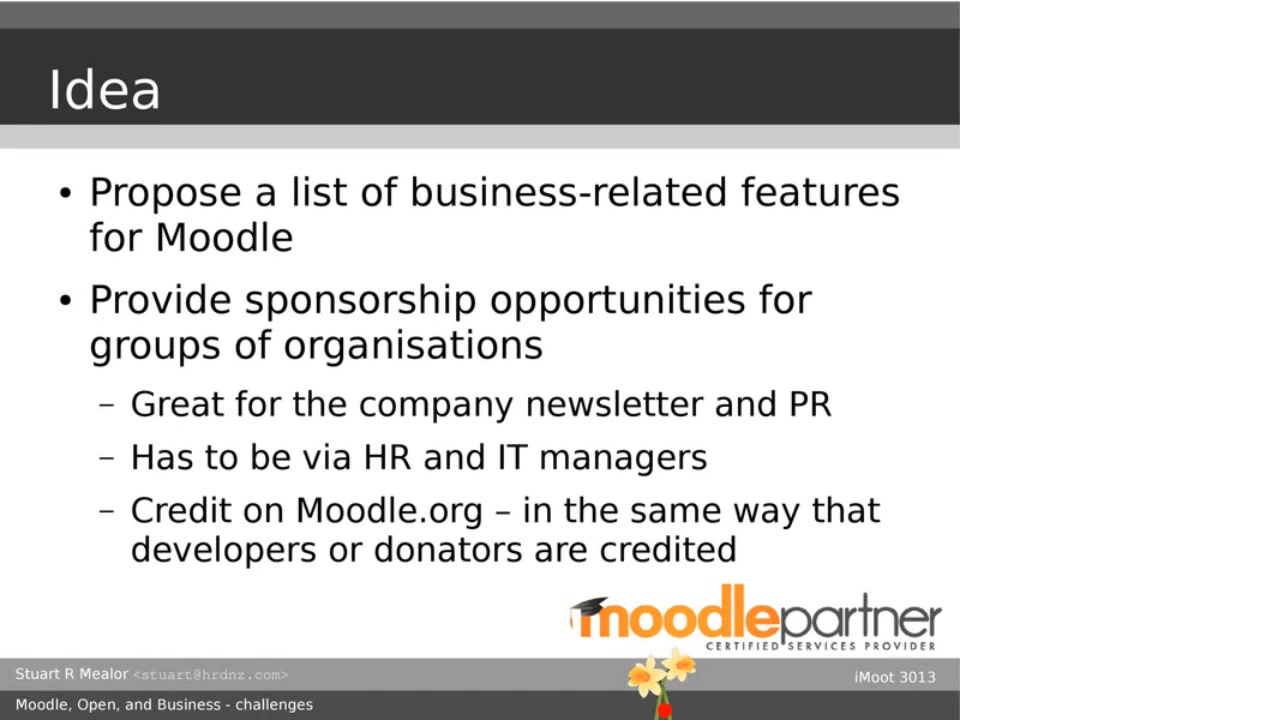 Idea
• Propose a list of business-related features
for Moodle
• Provide sponsorship opportunities for
groups of organisations
– Great for the company newsletter and PR
– Has to be via HR and IT managers
– Credit on Moodle.org – in the same way that
developers or donators are credited
moodlepartner
CERTIFIED SERVICES PROVIDER
Stuart R Mealor <stuart@hrdnz.com>
iMoot 3013
Moodle, Open, and Business - challenges